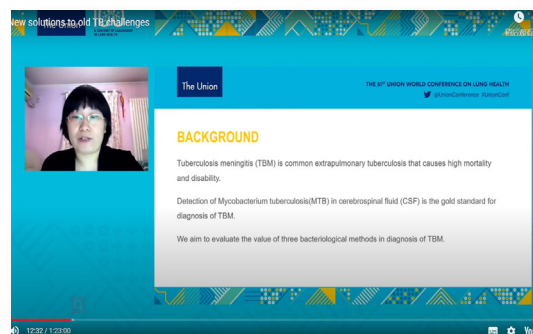 New solutions to old TB challenges
The Union
THE 51ST UNION WORLD CONFERENCE ON LUNG HEALTH
@UnionConference #UnionConf
BACKGROUND
Tuberculosis meningitis (TBM) is common extrapulmonary tuberculosis that causes high mortality
and disability.
Detection of Mycobacterium tuberculosis(MTB) in cerebrospinal fluid (CSF) is the gold standard for
diagnosis of TBM.
We aim to evaluate the value of three bacteriological methods in diagnosis of TBM.
12:32 / 1:23:00